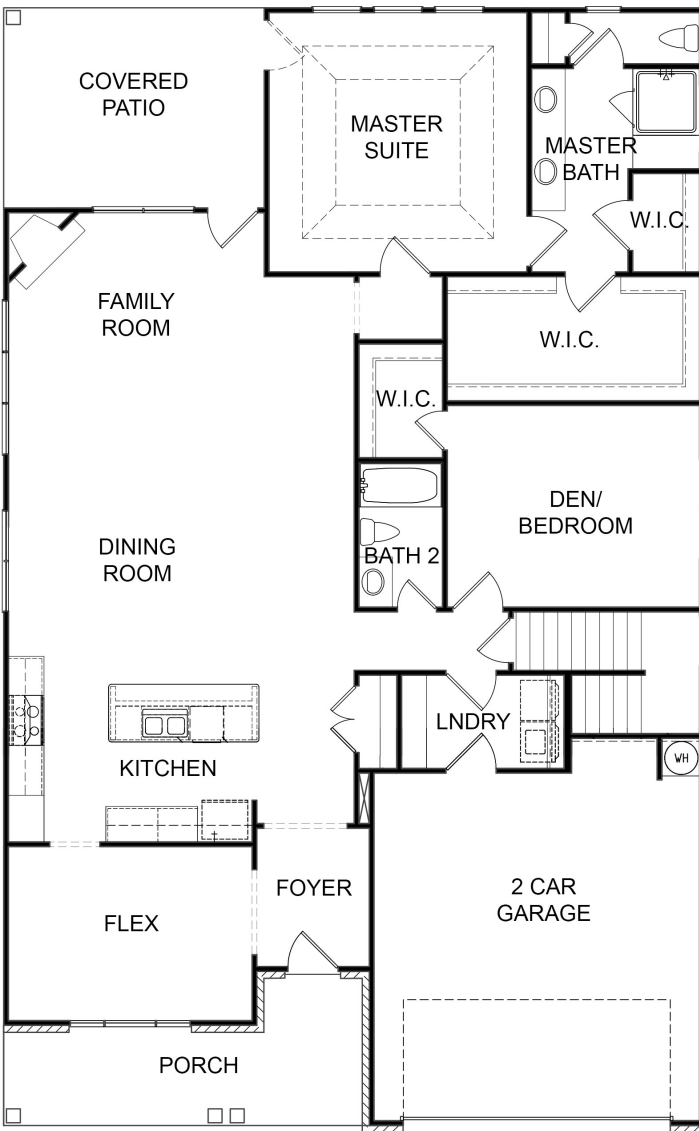 COVERED
PATIO
MASTER
SUITE
MASTER
BATH
W.I.C.
FAMILY
ROOM
W.I.C.
W.I.C.
DEN/
BEDROOM
DINING
ROOM
BATH 2
LNDRY
KITCHEN
WH
FOYER
2 CAR
GARAGE
FLEX
PORCH